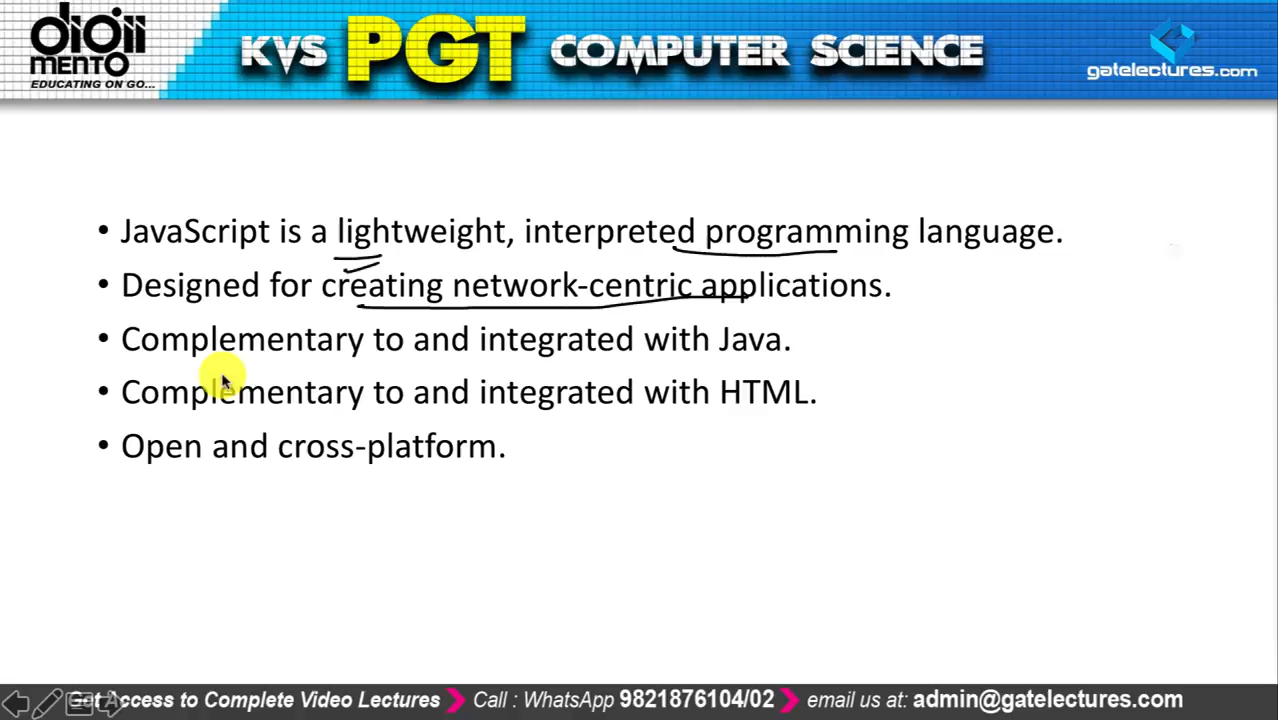 digii
MENTO
EDUCATING ON GO...
KVS PGT COMPUTER SCIENCE
gatelectures.com
• JavaScript is a lightweight, interpreted programming language.
• Designed for creating network-centric applications.
• Complementary to and integrated with Java.
• Complementary to and integrated with HTML.
• Open and cross-platform.
Get Access to Complete Video Lectures Call : WhatsApp 9821876104/02 email us at: admin@gatelectures.com